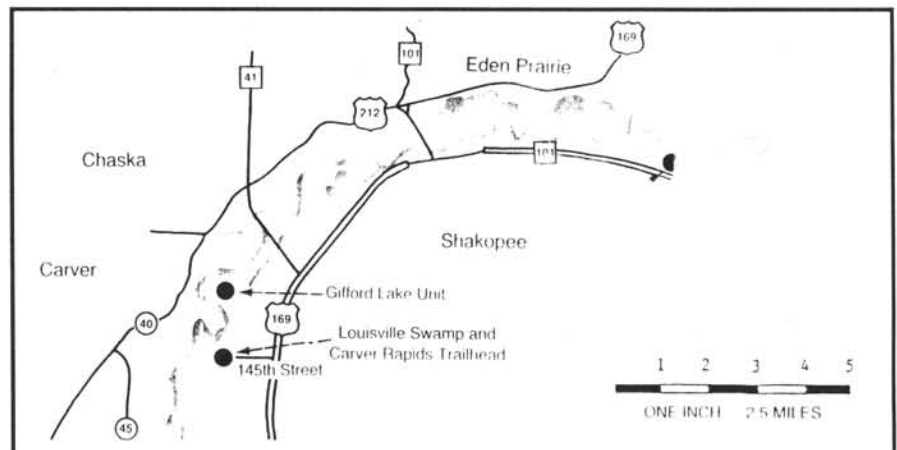 169
101
Eden Prairie
41
212
Chaska
101
Shakopee
Carver
Gifford Lake Unit
169
40
Louisville Swamp and
Carver Rapids Trailhead
145th Street
1 2 3 4 5
ONE INCH 2.5 MILES
45